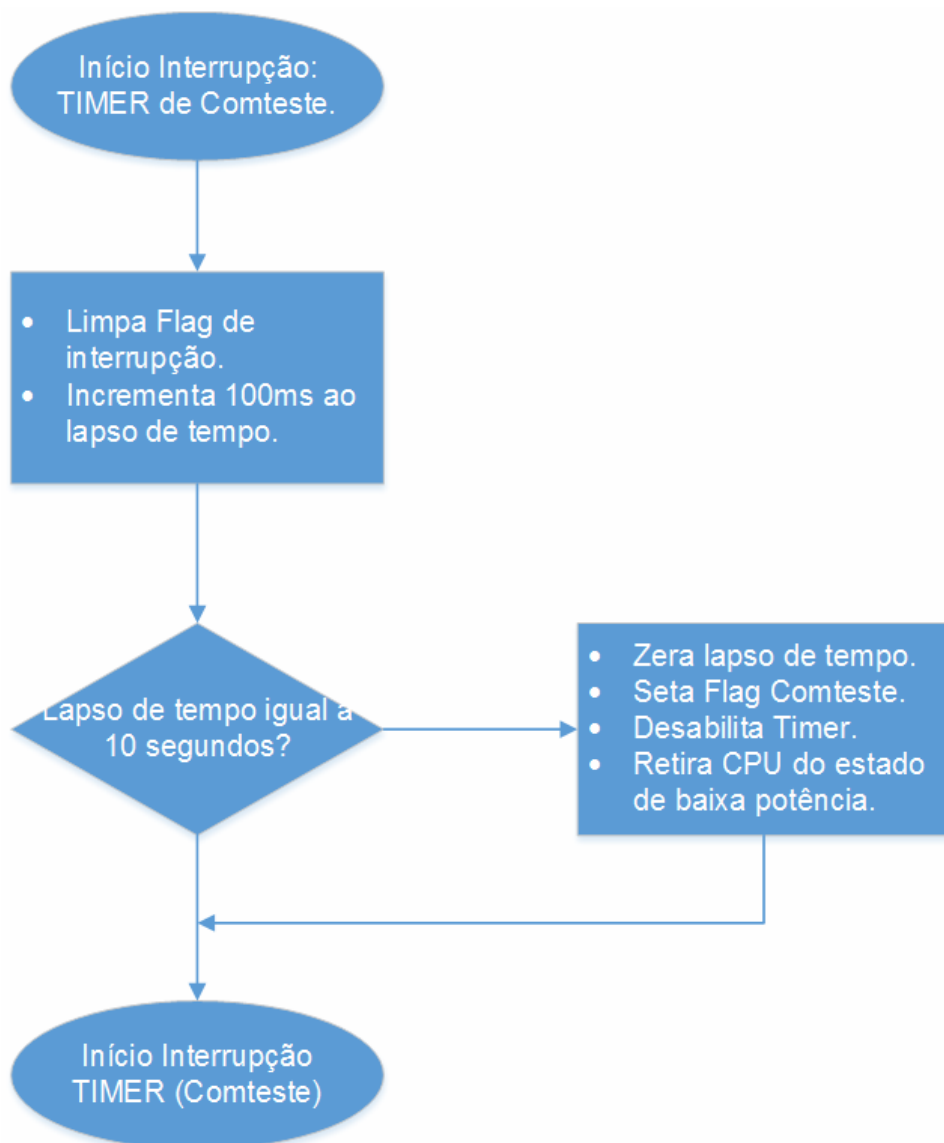 Início Interrupção:
TIMER de Comteste.
• Limpa Flag de
interrupção.
• Incrementa 100ms ao
lapso de tempo.
Lapso de tempo igual a
10 segundos?
• Zera lapso de tempo.
• Seta Flag Comteste.
• Desabilita Timer.
• Retira CPU do estado
de baixa potência.
Início Interrupção
TIMER (Comteste)